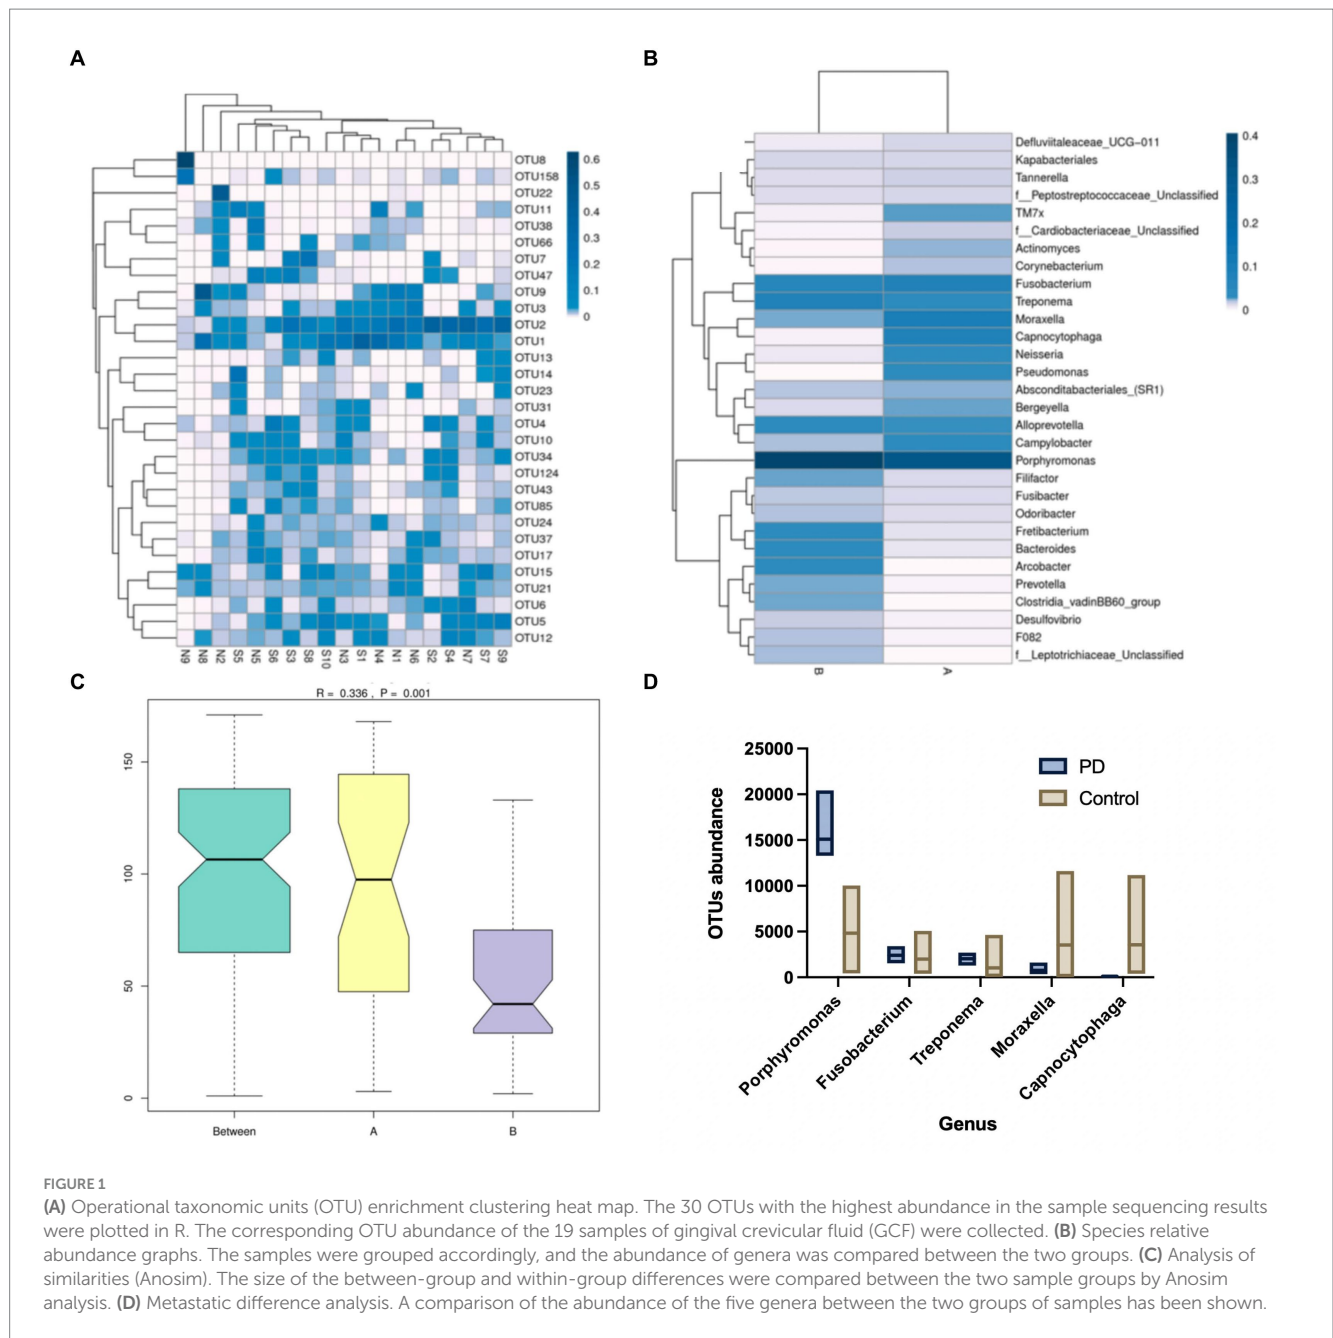 A
OTU8
OTU158
OTU22
OTU11
OTU38
OTU66
OTU7
OTU47
OTU9
OTU3
OTU2
OTU1
OTU13
OTU14
OTU23
OTU31
OTU4
OTU10
OTU34
OTU124
OTU43
OTU85
OTU24
OTU37
OTU17
OTU15
OTU21
OTU6
OTU5
OTU12
0.6
0.5
0.4
0.3
0.2
0.1
0
N9 N8 N2 S5 N5 S6 S3 S8 S10 N3 S1 N4 N1 N6 S2 S4 N7 S7 S9
B
Defluviitaleaceae_UCG-011
Kapabacteriales
Tannerella
f__Peptostreptococcaceae_Unclassified
TM7x
f__Cardiobacteriaceae_Unclassified
Actinomyces
Corynebacterium
Fusobacterium
Treponema
Moraxella
Capnocytophaga
Neisseria
Pseudomonas
Absconditabacteriales_(SR1)
Bergeyella
Alloprevotella
Campylobacter
Porphyromonas
Filifactor
Fusibacter
Odoribacter
Fretibacterium
Bacteroides
Arcobacter
Prevotella
Clostridia_vadinBB60_group
Desulfovibrio
F082
f__Leptotrichiaceae_Unclassified
0.4
0.3
0.2
0.1
0
B A
C
R = 0.336 , P = 0.001
150
100
50
0
Between A B
D
25000
20000
15000
10000
5000
0
OTUs abundance
PD
Control
Porphyromonas
Fusobacterium
Treponema
Moraxella
Capnocytophaga
Genus
FIGURE 1
(A) Operational taxonomic units (OTU) enrichment clustering heat map. The 30 OTUs with the highest abundance in the sample sequencing results
were plotted in R. The corresponding OTU abundance of the 19 samples of gingival crevicular fluid (GCF) were collected. (B) Species relative
abundance graphs. The samples were grouped accordingly, and the abundance of genera was compared between the two groups. (C) Analysis of
similarities (Anosim). The size of the between-group and within-group differences were compared between the two sample groups by Anosim
analysis. (D) Metastatic difference analysis. A comparison of the abundance of the five genera between the two groups of samples has been shown.